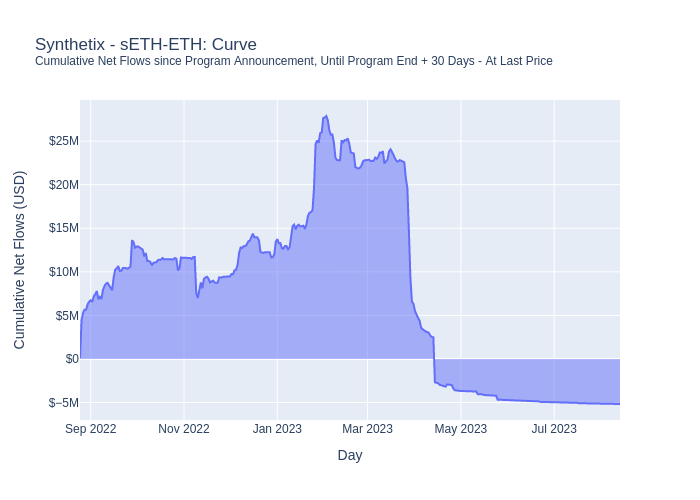 Synthetix - sETH-ETH: Curve
Cumulative Net Flows since Program Announcement, Until Program End + 30 Days - At Last Price
$25M
$20M
$15M
$10M
$5M
$0
$−5M
Cumulative Net Flows (USD)
Sep 2022 Nov 2022 Jan 2023 Mar 2023 May 2023 Jul 2023
Day